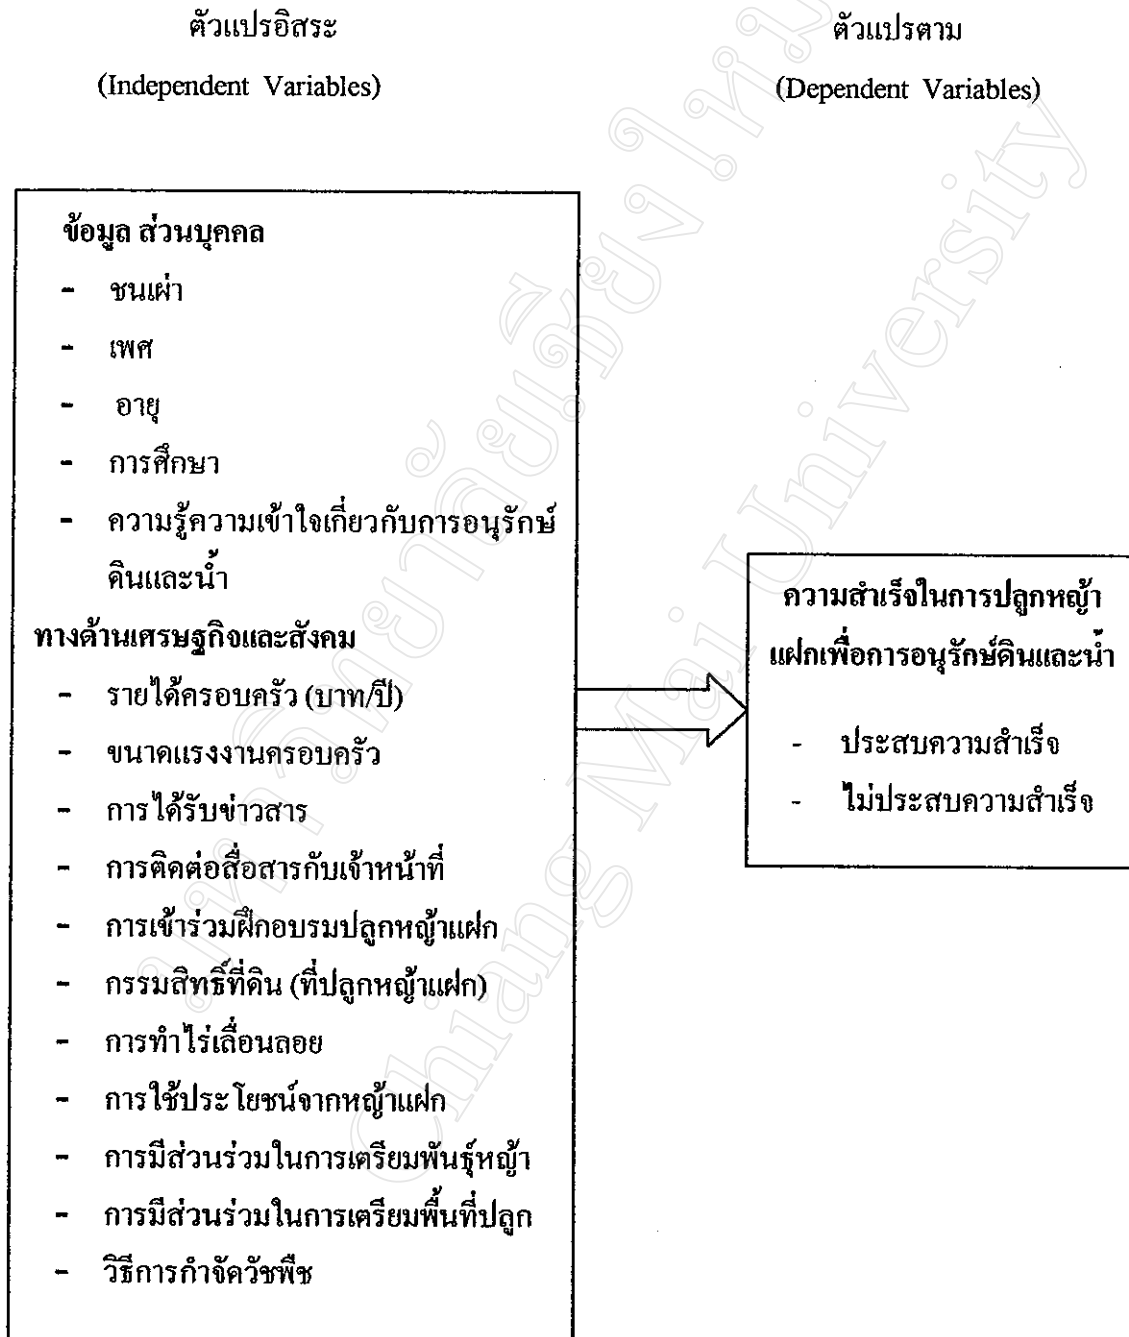 ตัวแปรอิสระ
(Independent Variables)
ตัวแปรตาม
(Dependent Variables)
ข้อมูล ส่วนบุคคล
- ชนเผ่า
- เพศ
- อายุ
- การศึกษา
- ความรู้ความเข้าใจเกี่ยวกับการอนุรักษ์
ดินและน้ำ
ทางด้านเศรษฐกิจและสังคม
- รายได้ครอบครัว (บาท/ปี)
- ขนาดแรงงานครอบครัว
- การได้รับข่าวสาร
- การติดต่อสื่อสารกับเจ้าหน้าที่
- การเข้าร่วมฝึกอบรมปลูกหญ้าแฝก
- กรรมสิทธิ์ที่ดิน (ที่ปลูกหญ้าแฝก)
- การทำไร่เลื่อนลอย
- การใช้ประโยชน์จากหญ้าแฝก
- การมีส่วนร่วมในการเตรียมพันธุ์หญ้า
- การมีส่วนร่วมในการเตรียมพื้นที่ปลูก
- วิธีการกำจัดวัชพืช
ความสำเร็จในการปลูกหญ้า
แฝกเพื่อการอนุรักษ์ดินและน้ำ
- ประสบความสำเร็จ
- ไม่ประสบความสำเร็จ
มหาวิทยาลัยเชียงใหม่
Chiang Mai University